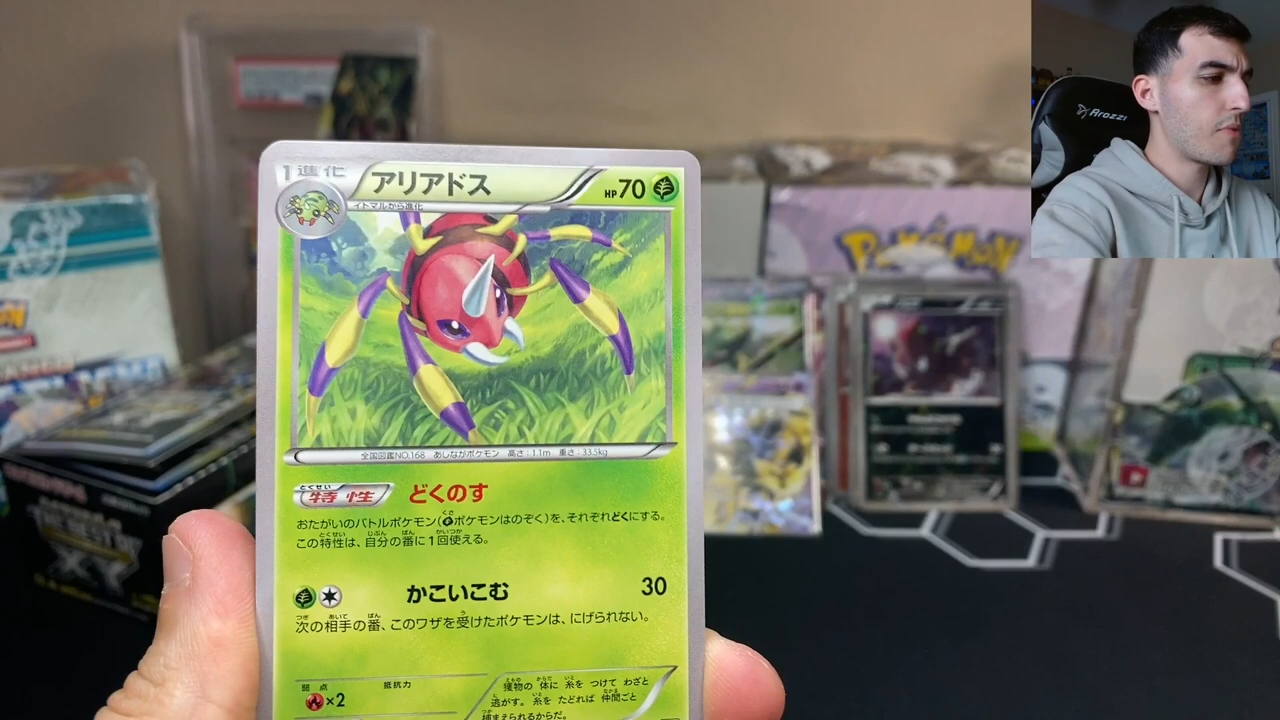 1進化
アリアドス
HP70
イトマルから進化
全国図鑑NO.168 あしながポケモン 高さ：1.1m 重さ：33.5kg
とくせい
特性 どくのす
おたがいのバトルポケモン(ポケモンはのぞく)を、それぞれどくにする。
この特性は、自分の番に1回使える。
かこいこむ 30
次の相手の番、このワザを受けたポケモンは、にげられない。
弱点 抵抗力
×2
獲物の 体に 糸を つけて わざと
逃がす。糸を たどれば 仲間ごと
捕まえられるからだ。
POKÉMON
XY
Arozzi